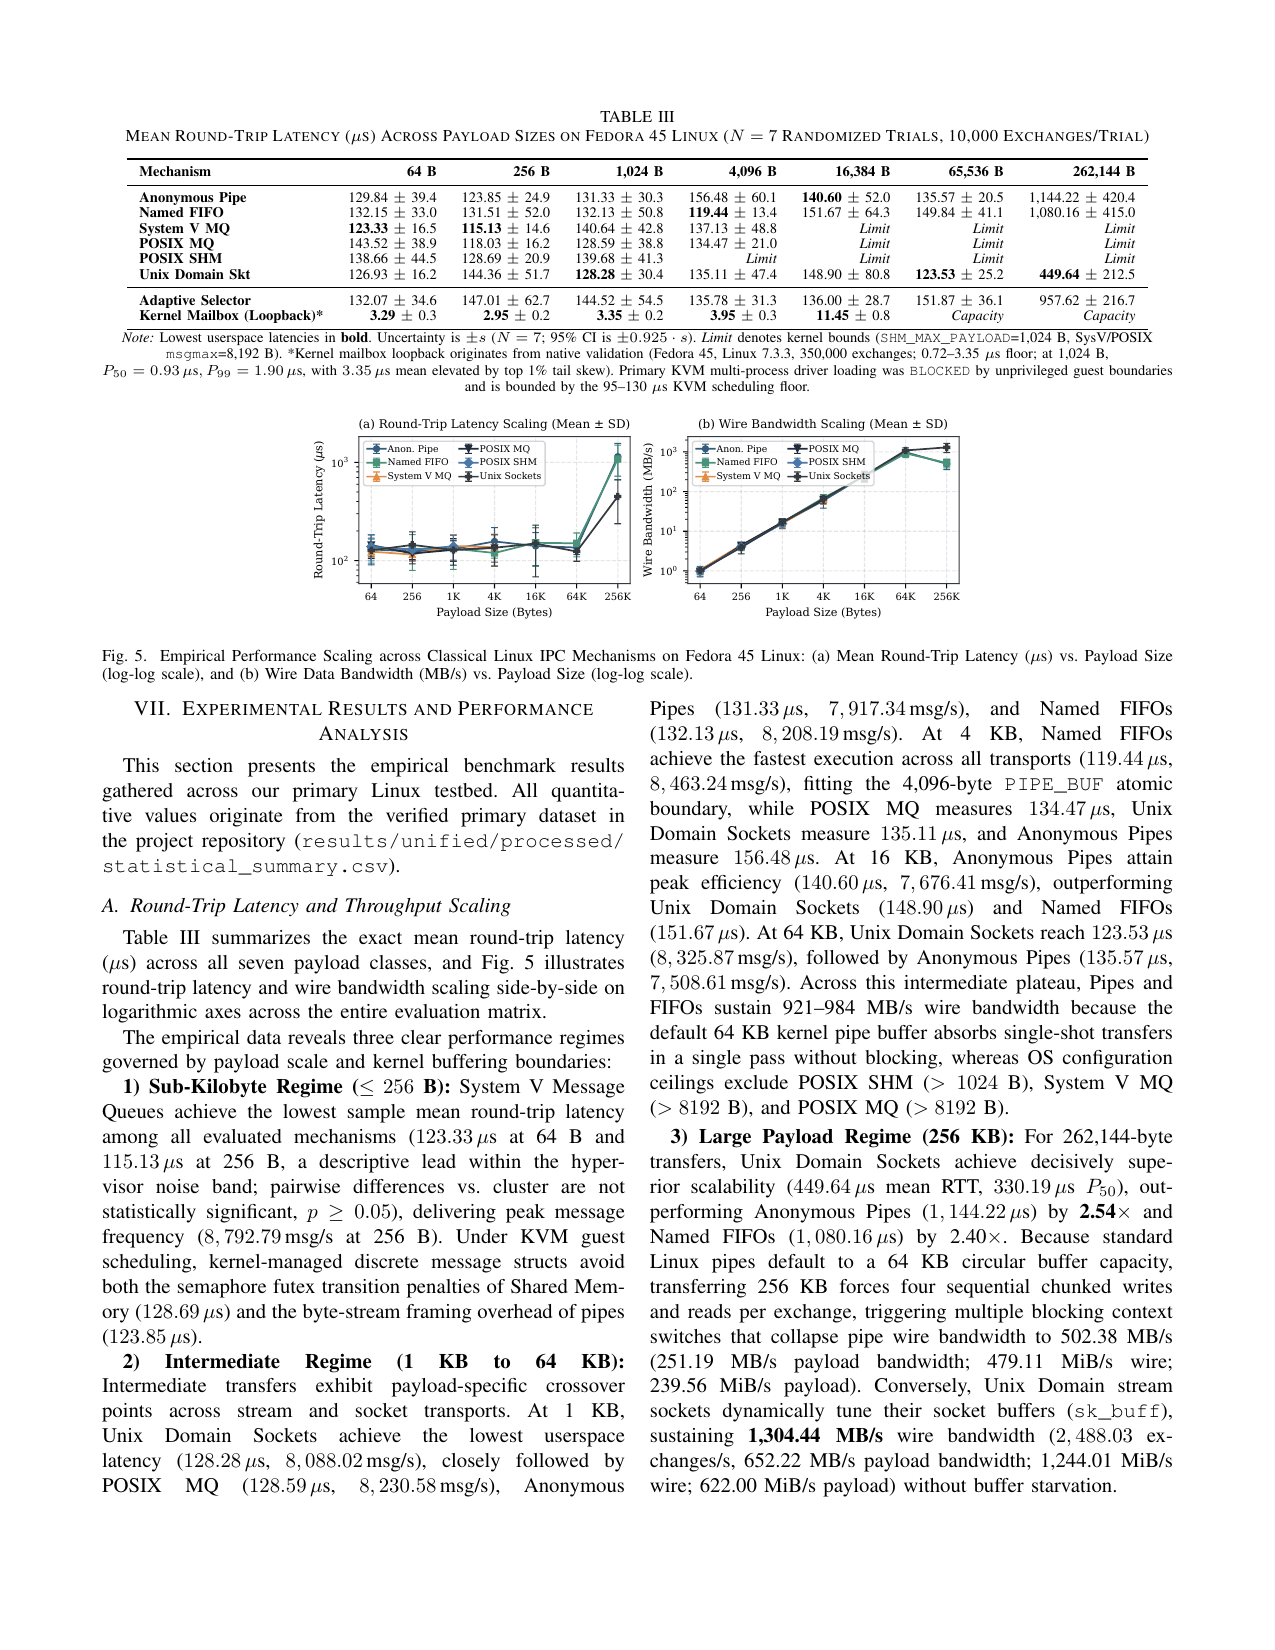 TABLE III
MEAN ROUND-TRIP LATENCY (μS) ACROSS PAYLOAD SIZES ON FEDORA 45 LINUX (N = 7 RANDOMIZED TRIALS, 10,000 EXCHANGES/TRIAL)
Mechanism 64 B 256 B 1,024 B 4,096 B 16,384 B 65,536 B 262,144 B
Anonymous Pipe 129.84 ± 39.4 123.85 ± 24.9 131.33 ± 30.3 156.48 ± 60.1 140.60 ± 52.0 135.57 ± 20.5 1,144.22 ± 420.4
Named FIFO 132.15 ± 33.0 131.51 ± 52.0 132.13 ± 50.8 119.44 ± 13.4 151.67 ± 64.3 149.84 ± 41.1 1,080.16 ± 415.0
System V MQ 123.33 ± 16.5 115.13 ± 14.6 140.64 ± 42.8 137.13 ± 48.8 Limit Limit Limit
POSIX MQ 143.52 ± 38.9 118.03 ± 16.2 128.59 ± 38.8 134.47 ± 21.0 Limit Limit Limit
POSIX SHM 138.66 ± 44.5 128.69 ± 20.9 139.68 ± 41.3 Limit Limit Limit Limit
Unix Domain Skt 126.93 ± 16.2 144.36 ± 51.7 128.28 ± 30.4 135.11 ± 47.4 148.90 ± 80.8 123.53 ± 25.2 449.64 ± 212.5
Adaptive Selector 132.07 ± 34.6 147.01 ± 62.7 144.52 ± 54.5 135.78 ± 31.3 136.00 ± 28.7 151.87 ± 36.1 957.62 ± 216.7
Kernel Mailbox (Loopback)* 3.29 ± 0.3 2.95 ± 0.2 3.35 ± 0.2 3.95 ± 0.3 11.45 ± 0.8 Capacity Capacity
Note: Lowest userspace latencies in bold. Uncertainty is ±s (N = 7; 95% CI is ±0.925 · s). Limit denotes kernel bounds (SHM_MAX_PAYLOAD=1,024 B, SysV/POSIX
msgmax=8,192 B). *Kernel mailbox loopback originates from native validation (Fedora 45, Linux 7.3.3, 350,000 exchanges; 0.72–3.35 μs floor; at 1,024 B,
P50 = 0.93 μs, P99 = 1.90 μs, with 3.35 μs mean elevated by top 1% tail skew). Primary KVM multi-process driver loading was BLOCKED by unprivileged guest boundaries
and is bounded by the 95–130 μs KVM scheduling floor.
(a) Round-Trip Latency Scaling (Mean ± SD)
Round-Trip Latency (μs)
10³
10²
Anon. Pipe POSIX MQ
Named FIFO POSIX SHM
System V MQ Unix Sockets
64 256 1K 4K 16K 64K 256K
Payload Size (Bytes)
(b) Wire Bandwidth Scaling (Mean ± SD)
Wire Bandwidth (MB/s)
10³
10²
10¹
10⁰
Anon. Pipe POSIX MQ
Named FIFO POSIX SHM
System V MQ Unix Sockets
64 256 1K 4K 16K 64K 256K
Payload Size (Bytes)
Fig. 5. Empirical Performance Scaling across Classical Linux IPC Mechanisms on Fedora 45 Linux: (a) Mean Round-Trip Latency (μs) vs. Payload Size
(log-log scale), and (b) Wire Data Bandwidth (MB/s) vs. Payload Size (log-log scale).
VII. EXPERIMENTAL RESULTS AND PERFORMANCE
ANALYSIS
This section presents the empirical benchmark results
gathered across our primary Linux testbed. All quantita-
tive values originate from the verified primary dataset in
the project repository (results/unified/processed/
statistical_summary.csv).
A. Round-Trip Latency and Throughput Scaling
Table III summarizes the exact mean round-trip latency
(μs) across all seven payload classes, and Fig. 5 illustrates
round-trip latency and wire bandwidth scaling side-by-side on
logarithmic axes across the entire evaluation matrix.
The empirical data reveals three clear performance regimes
governed by payload scale and kernel buffering boundaries:
1) Sub-Kilobyte Regime (≤ 256 B): System V Message
Queues achieve the lowest sample mean round-trip latency
among all evaluated mechanisms (123.33 μs at 64 B and
115.13 μs at 256 B, a descriptive lead within the hyper-
visor noise band; pairwise differences vs. cluster are not
statistically significant, p ≥ 0.05), delivering peak message
frequency (8,792.79 msg/s at 256 B). Under KVM guest
scheduling, kernel-managed discrete message structs avoid
both the semaphore futex transition penalties of Shared Mem-
ory (128.69 μs) and the byte-stream framing overhead of pipes
(123.85 μs).
2) Intermediate Regime (1 KB to 64 KB):
Intermediate transfers exhibit payload-specific crossover
points across stream and socket transports. At 1 KB,
Unix Domain Sockets achieve the lowest userspace
latency (128.28 μs, 8,088.02 msg/s), closely followed by
POSIX MQ (128.59 μs, 8,230.58 msg/s), Anonymous
Pipes (131.33 μs, 7,917.34 msg/s), and Named FIFOs
(132.13 μs, 8,208.19 msg/s). At 4 KB, Named FIFOs
achieve the fastest execution across all transports (119.44 μs,
8,463.24 msg/s), fitting the 4,096-byte PIPE_BUF atomic
boundary, while POSIX MQ measures 134.47 μs, Unix
Domain Sockets measure 135.11 μs, and Anonymous Pipes
measure 156.48 μs. At 16 KB, Anonymous Pipes attain
peak efficiency (140.60 μs, 7,676.41 msg/s), outperforming
Unix Domain Sockets (148.90 μs) and Named FIFOs
(151.67 μs). At 64 KB, Unix Domain Sockets reach 123.53 μs
(8,325.87 msg/s), followed by Anonymous Pipes (135.57 μs,
7,508.61 msg/s). Across this intermediate plateau, Pipes and
FIFOs sustain 921–984 MB/s wire bandwidth because the
default 64 KB kernel pipe buffer absorbs single-shot transfers
in a single pass without blocking, whereas OS configuration
ceilings exclude POSIX SHM (> 1024 B), System V MQ
(> 8192 B), and POSIX MQ (> 8192 B).
3) Large Payload Regime (256 KB): For 262,144-byte
transfers, Unix Domain Sockets achieve decisively supe-
rior scalability (449.64 μs mean RTT, 330.19 μs P50), out-
performing Anonymous Pipes (1,144.22 μs) by 2.54× and
Named FIFOs (1,080.16 μs) by 2.40×. Because standard
Linux pipes default to a 64 KB circular buffer capacity,
transferring 256 KB forces four sequential chunked writes
and reads per exchange, triggering multiple blocking context
switches that collapse pipe wire bandwidth to 502.38 MB/s
(251.19 MB/s payload bandwidth; 479.11 MiB/s wire;
239.56 MiB/s payload). Conversely, Unix Domain stream
sockets dynamically tune their socket buffers (sk_buff),
sustaining 1,304.44 MB/s wire bandwidth (2,488.03 ex-
changes/s, 652.22 MB/s payload bandwidth; 1,244.01 MiB/s
wire; 622.00 MiB/s payload) without buffer starvation.